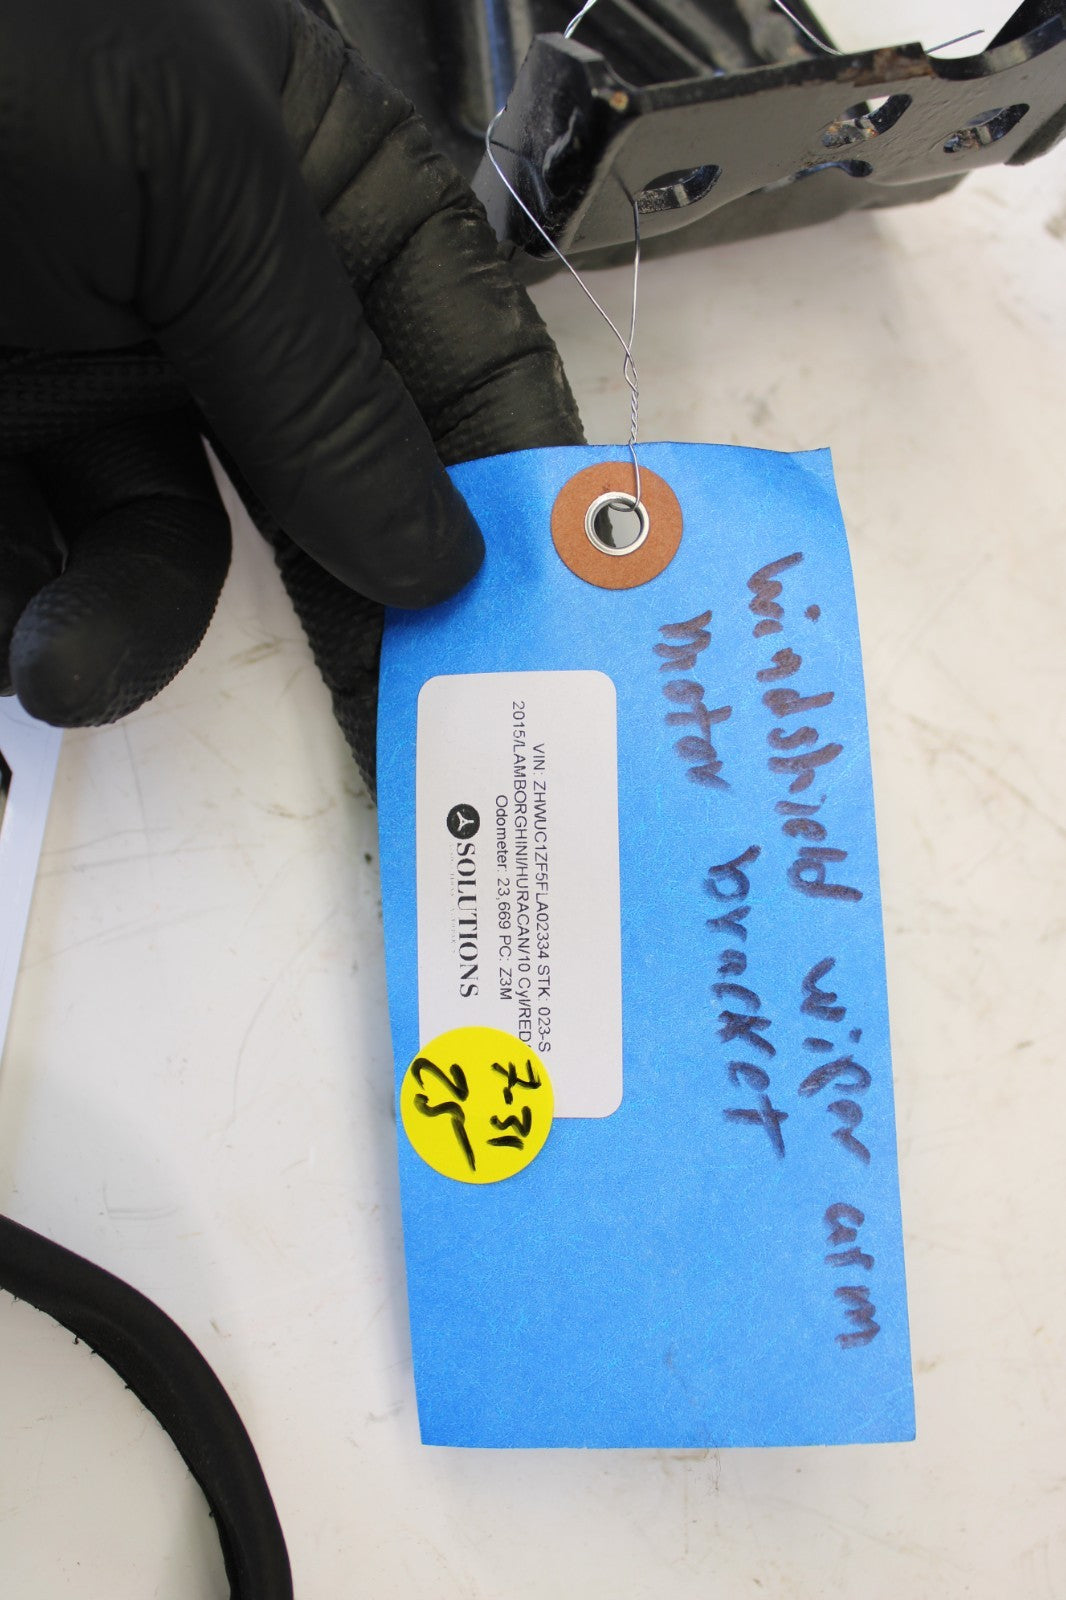 Windshield wiper arm
motor bracket
VIN: ZHWUC1ZF5FLA02334 STK: 023-S
2015/LAMBORGHINI/HURACAN/10 Cyl/RED
Odometer: 23,669 PC: Z3M
SOLUTIONS
7-31
25